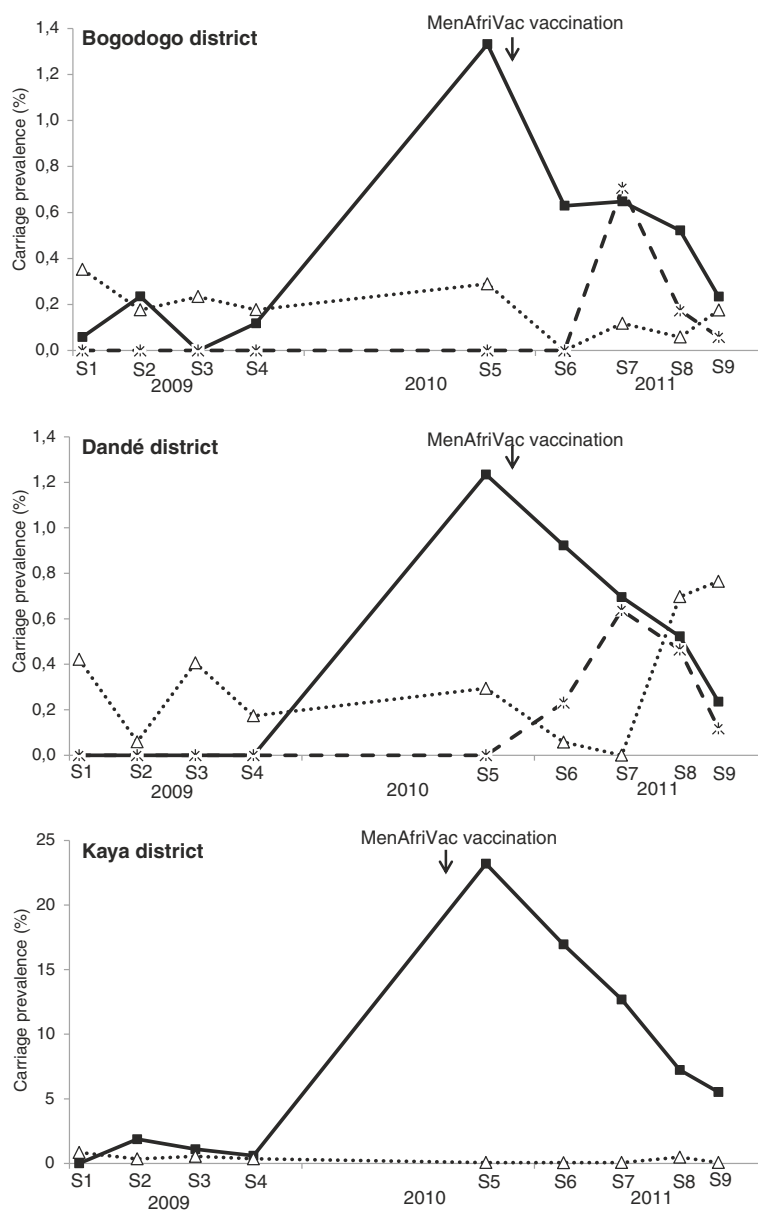 MenAfriVac vaccination
Bogodogo district
Carriage prevalence (%)
1,4
1,2
1,0
0,8
0,6
0,4
0,2
0,0
S1 S2 S3 S4 S5 S6 S7 S8 S9
2009 2010 2011
MenAfriVac vaccination
Dandé district
Carriage prevalence (%)
1,4
1,2
1,0
0,8
0,6
0,4
0,2
0,0
S1 S2 S3 S4 S5 S6 S7 S8 S9
2009 2010 2011
MenAfriVac vaccination
Kaya district
Carriage prevalence (%)
25
20
15
10
5
0
S1 S2 S3 S4 S5 S6 S7 S8 S9
2009 2010 2011